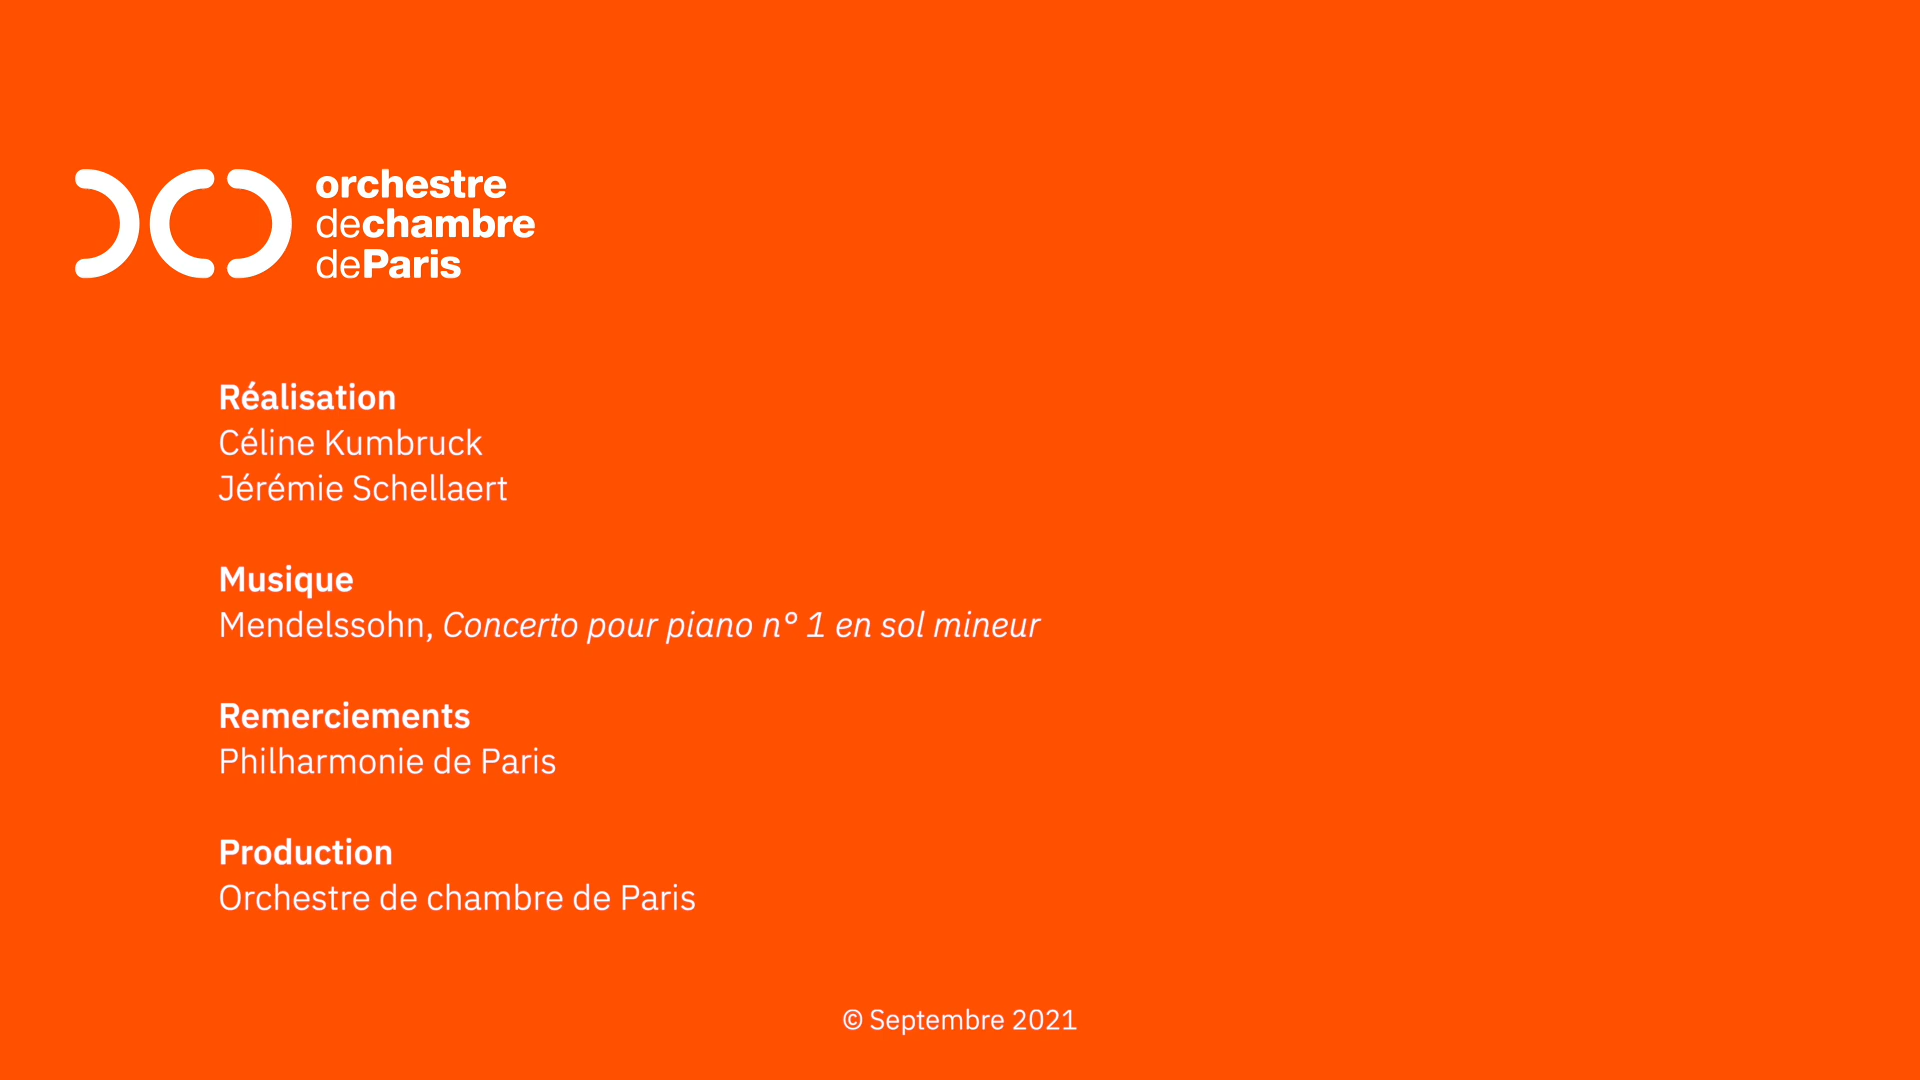 orchestre
dechambre
deParis
Réalisation
Céline Kumbruck
Jérémie Schellaert
Musique
Mendelssohn, Concerto pour piano n° 1 en sol mineur
Remerciements
Philharmonie de Paris
Production
Orchestre de chambre de Paris
© Septembre 2021